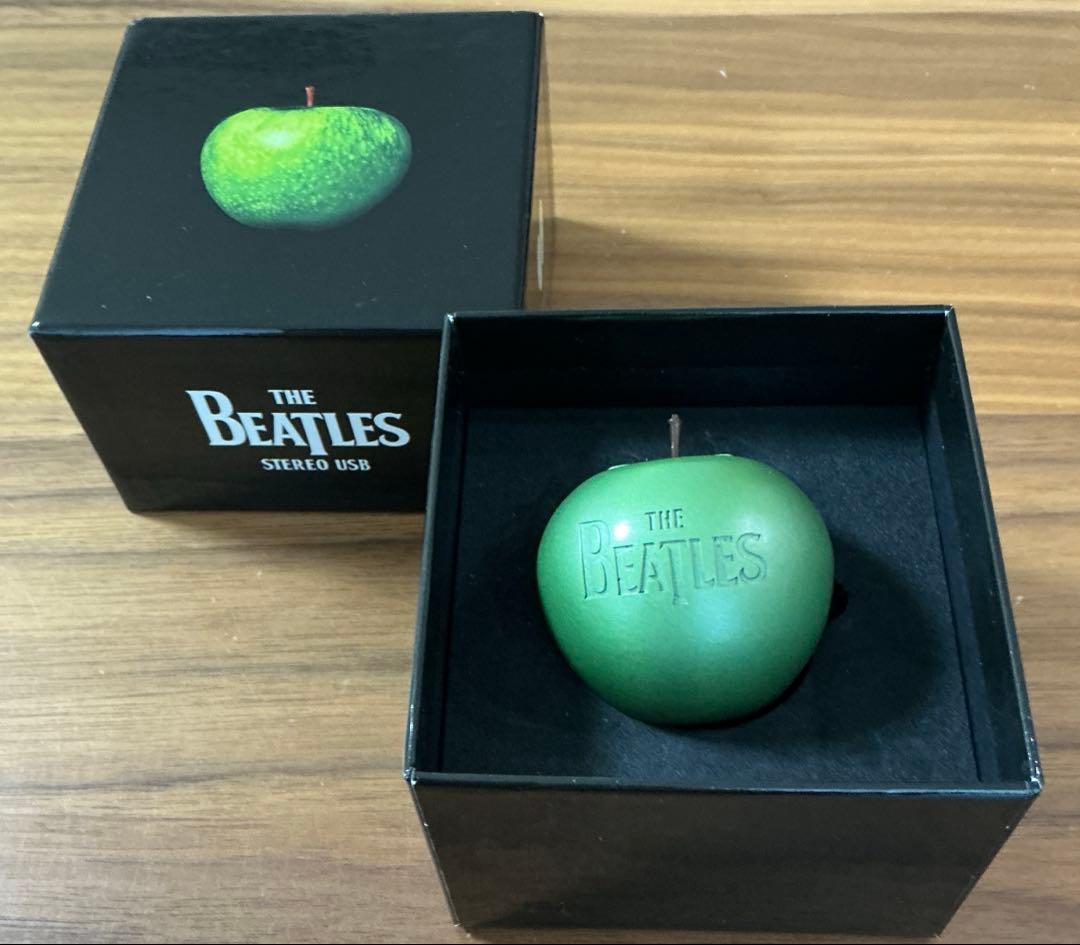 THE
BEATLES
STEREO USB
THE
BEATLES